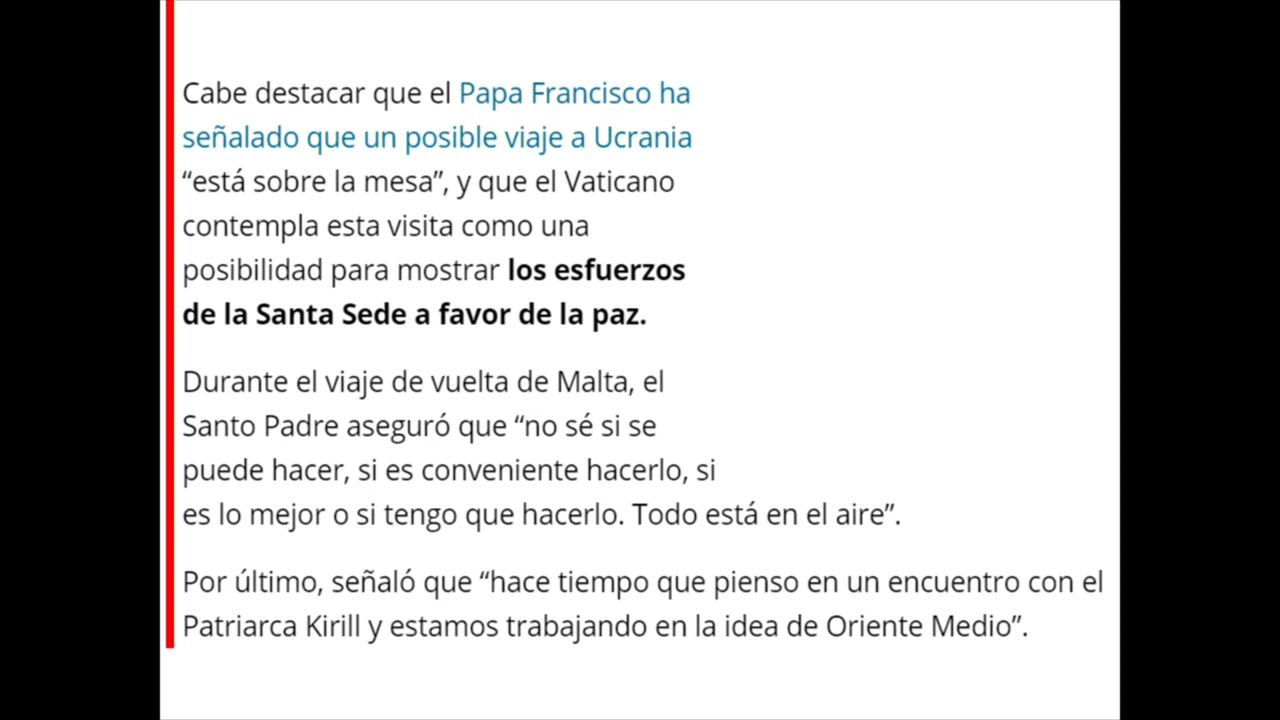 Cabe destacar que el Papa Francisco ha
señalado que un posible viaje a Ucrania
“está sobre la mesa”, y que el Vaticano
contempla esta visita como una
posibilidad para mostrar los esfuerzos
de la Santa Sede a favor de la paz.
Durante el viaje de vuelta de Malta, el
Santo Padre aseguró que “no sé si se
puede hacer, si es conveniente hacerlo, si
es lo mejor o si tengo que hacerlo. Todo está en el aire”.
Por último, señaló que “hace tiempo que pienso en un encuentro con el
Patriarca Kirill y estamos trabajando en la idea de Oriente Medio”.